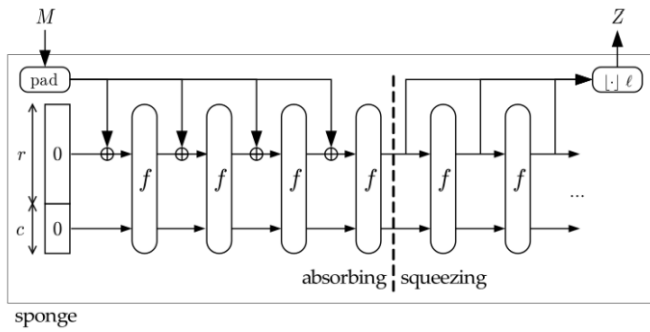 M Z
pad ⌊·⌋ ℓ
r 0 f f f f f f
...
c 0
absorbing squeezing
sponge